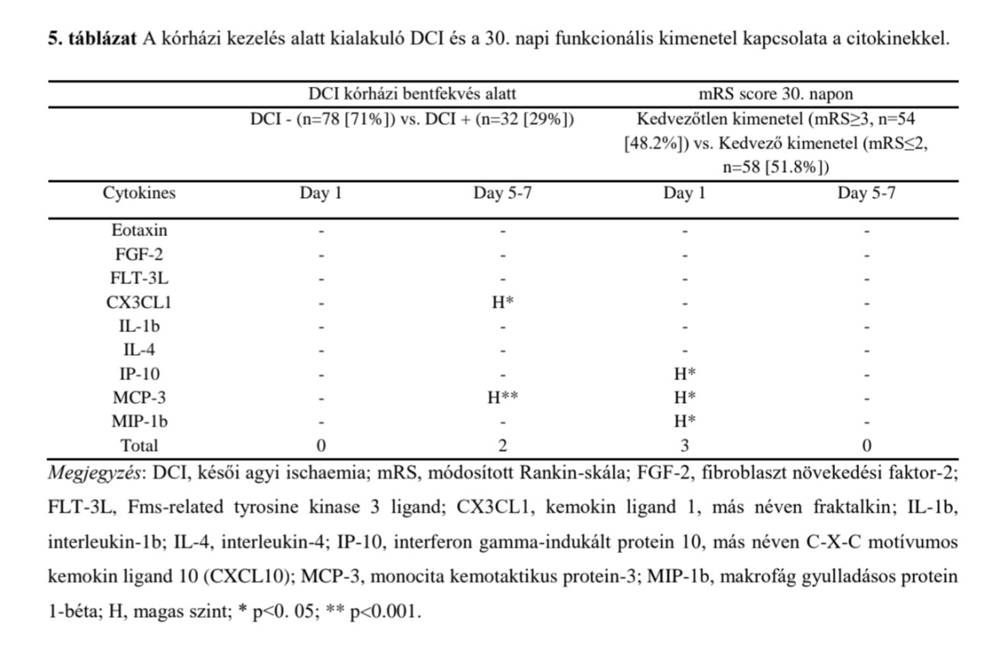 5. táblázat A kórházi kezelés alatt kialakuló DCI és a 30. napi funkcionális kimenetel kapcsolata a citokinekkel.
DCI kórházi bentfekvés alatt mRS score 30. napon
DCI - (n=78 [71%]) vs. DCI + (n=32 [29%]) Kedvezőtlen kimenetel (mRS≥3, n=54
[48.2%]) vs. Kedvező kimenetel (mRS≤2,
n=58 [51.8%])
Cytokines Day 1 Day 5-7 Day 1 Day 5-7
Eotaxin - - - -
FGF-2 - - - -
FLT-3L - - - -
CX3CL1 - H* - -
IL-1b - - - -
IL-4 - - - -
IP-10 - - H* -
MCP-3 - H** H* -
MIP-1b - - H* -
Total 0 2 3 0
Megjegyzés: DCI, késői agyi ischaemia; mRS, módosított Rankin-skála; FGF-2, fibroblaszt növekedési faktor-2;
FLT-3L, Fms-related tyrosine kinase 3 ligand; CX3CL1, kemokin ligand 1, más néven fraktalkin; IL-1b,
interleukin-1b; IL-4, interleukin-4; IP-10, interferon gamma-indukált protein 10, más néven C-X-C motívumos
kemokin ligand 10 (CXCL10); MCP-3, monocita kemotaktikus protein-3; MIP-1b, makrofág gyulladásos protein
1-béta; H, magas szint; * p<0. 05; ** p<0.001.